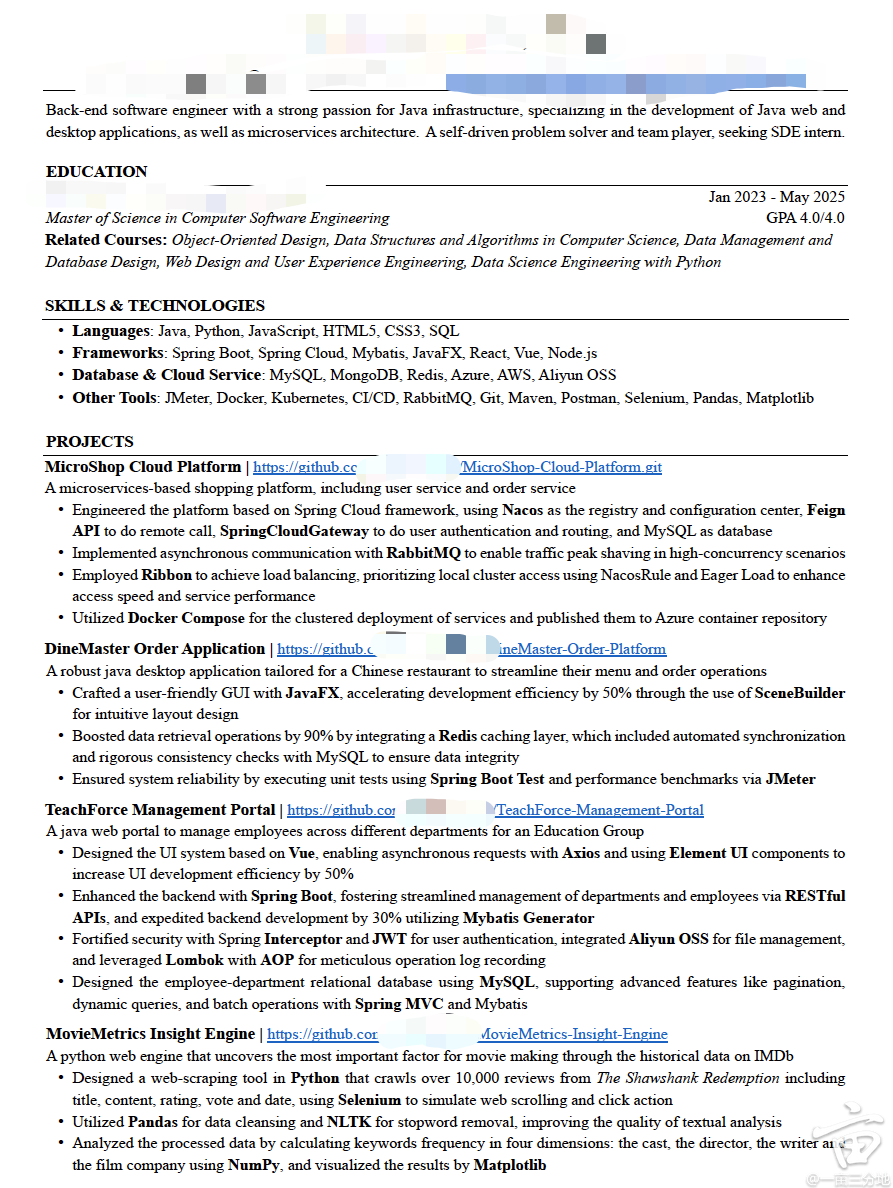 Back-end software engineer with a strong passion for Java infrastructure, specializing in the development of Java web and
desktop applications, as well as microservices architecture. A self-driven problem solver and team player, seeking SDE intern.
EDUCATION
Jan 2023 - May 2025
Master of Science in Computer Software Engineering GPA 4.0/4.0
Related Courses: Object-Oriented Design, Data Structures and Algorithms in Computer Science, Data Management and
Database Design, Web Design and User Experience Engineering, Data Science Engineering with Python
SKILLS & TECHNOLOGIES
• Languages: Java, Python, JavaScript, HTML5, CSS3, SQL
• Frameworks: Spring Boot, Spring Cloud, Mybatis, JavaFX, React, Vue, Node.js
• Database & Cloud Service: MySQL, MongoDB, Redis, Azure, AWS, Aliyun OSS
• Other Tools: JMeter, Docker, Kubernetes, CI/CD, RabbitMQ, Git, Maven, Postman, Selenium, Pandas, Matplotlib
PROJECTS
MicroShop Cloud Platform | https://github.cc /MicroShop-Cloud-Platform.git
A microservices-based shopping platform, including user service and order service
• Engineered the platform based on Spring Cloud framework, using Nacos as the registry and configuration center, Feign
API to do remote call, SpringCloudGateway to do user authentication and routing, and MySQL as database
• Implemented asynchronous communication with RabbitMQ to enable traffic peak shaving in high-concurrency scenarios
• Employed Ribbon to achieve load balancing, prioritizing local cluster access using NacosRule and Eager Load to enhance
access speed and service performance
• Utilized Docker Compose for the clustered deployment of services and published them to Azure container repository
DineMaster Order Application | https://github.c ineMaster-Order-Platform
A robust java desktop application tailored for a Chinese restaurant to streamline their menu and order operations
• Crafted a user-friendly GUI with JavaFX, accelerating development efficiency by 50% through the use of SceneBuilder
for intuitive layout design
• Boosted data retrieval operations by 90% by integrating a Redis caching layer, which included automated synchronization
and rigorous consistency checks with MySQL to ensure data integrity
• Ensured system reliability by executing unit tests using Spring Boot Test and performance benchmarks via JMeter
TeachForce Management Portal | https://github.co /TeachForce-Management-Portal
A java web portal to manage employees across different departments for an Education Group
• Designed the UI system based on Vue, enabling asynchronous requests with Axios and using Element UI components to
increase UI development efficiency by 50%
• Enhanced the backend with Spring Boot, fostering streamlined management of departments and employees via RESTful
APIs, and expedited backend development by 30% utilizing Mybatis Generator
• Fortified security with Spring Interceptor and JWT for user authentication, integrated Aliyun OSS for file management,
and leveraged Lombok with AOP for meticulous operation log recording
• Designed the employee-department relational database using MySQL, supporting advanced features like pagination,
dynamic queries, and batch operations with Spring MVC and Mybatis
MovieMetrics Insight Engine | https://github.com MovieMetrics-Insight-Engine
A python web engine that uncovers the most important factor for movie making through the historical data on IMDb
• Designed a web-scraping tool in Python that crawls over 10,000 reviews from The Shawshank Redemption including
title, content, rating, vote and date, using Selenium to simulate web scrolling and click action
• Utilized Pandas for data cleansing and NLTK for stopword removal, improving the quality of textual analysis
• Analyzed the processed data by calculating keywords frequency in four dimensions: the cast, the director, the writer and
the film company using NumPy, and visualized the results by Matplotlib
@一亩三分地